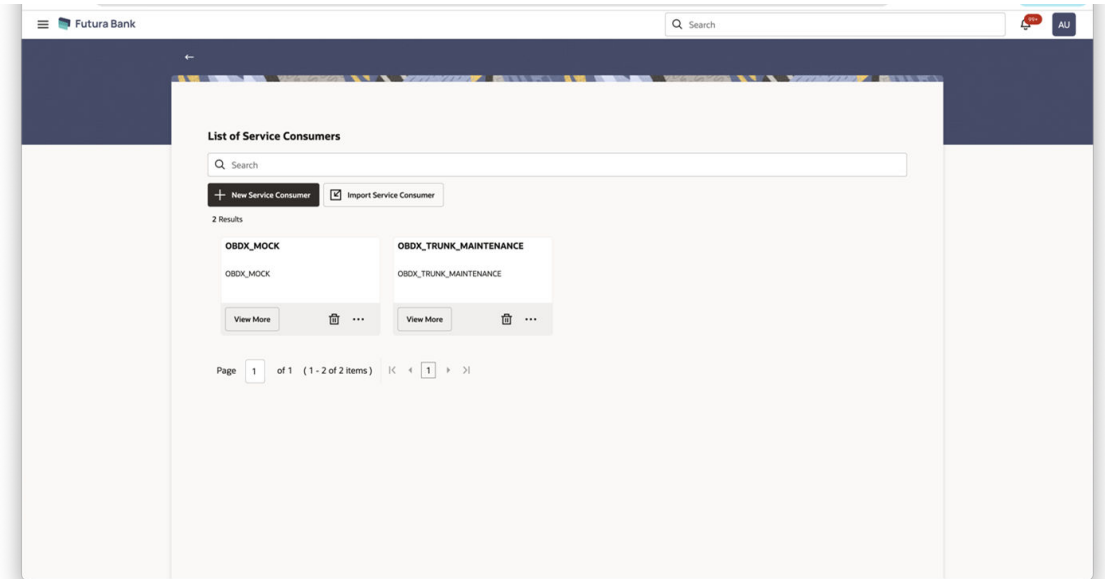 Futura Bank
Search
99+
AU
List of Service Consumers
Search
New Service Consumer
Import Service Consumer
2 Results
OBDX_MOCK
OBDX_MOCK
View More
OBDX_TRUNK_MAINTENANCE
OBDX_TRUNK_MAINTENANCE
View More
Page 1 of 1 ( 1 - 2 of 2 items ) 1